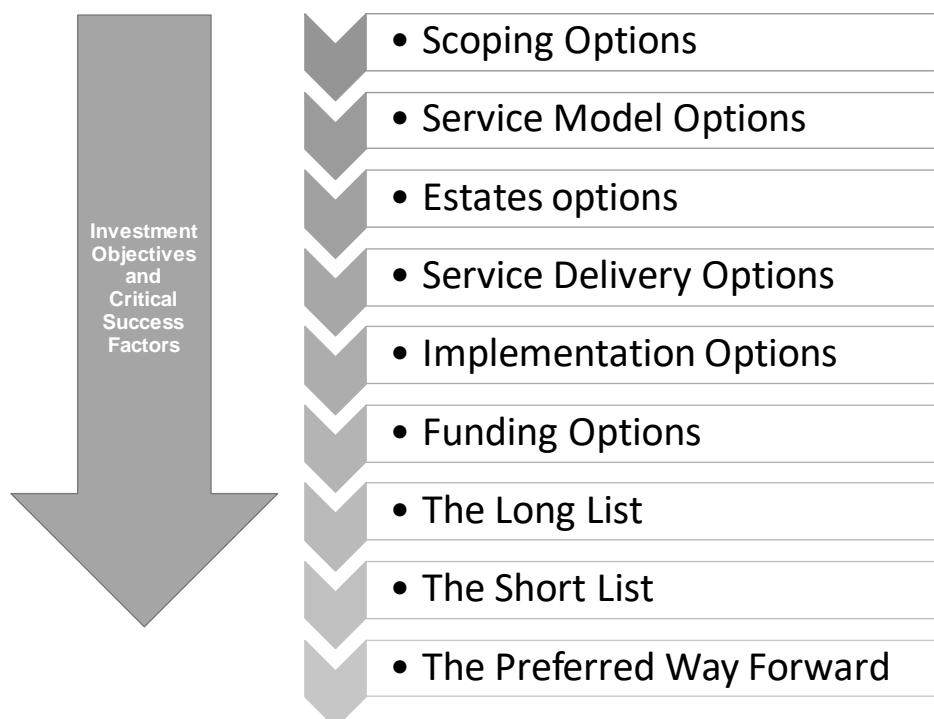 Investment
Objectives
and
Critical
Success
Factors
• Scoping Options
• Service Model Options
• Estates options
• Service Delivery Options
• Implementation Options
• Funding Options
• The Long List
• The Short List
• The Preferred Way Forward